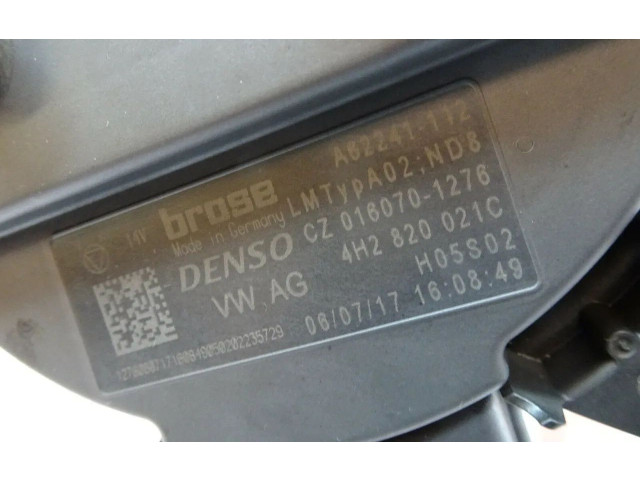 A62241-112
14V brose LMTypA02;ND8
Made in Germany
DENSO CZ 016070-1276
VW AG 4H2 820 021C
H05S02
06/07/17 16:08:49